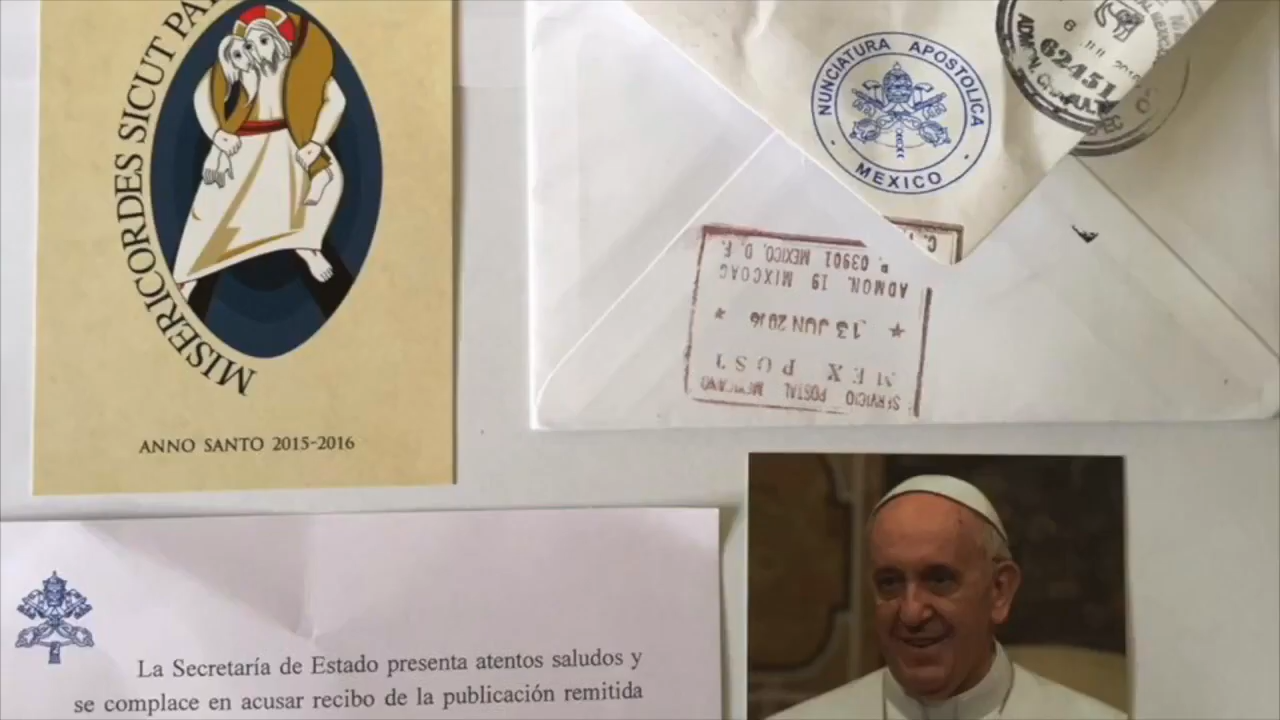 MISERICORDES SICUT PA
ANNO SANTO 2015-2016
NUNCIATURA APOSTOLICA
MEXICO
62451
P. 03901 MEXICO, D. F.
ADMON. 19 MIXCOAC
* 13 JUN 2016 *
MEX POST
SERVICIO POSTAL MEXICANO
La Secretaría de Estado presenta atentos saludos y
se complace en acusar recibo de la publicación remitida